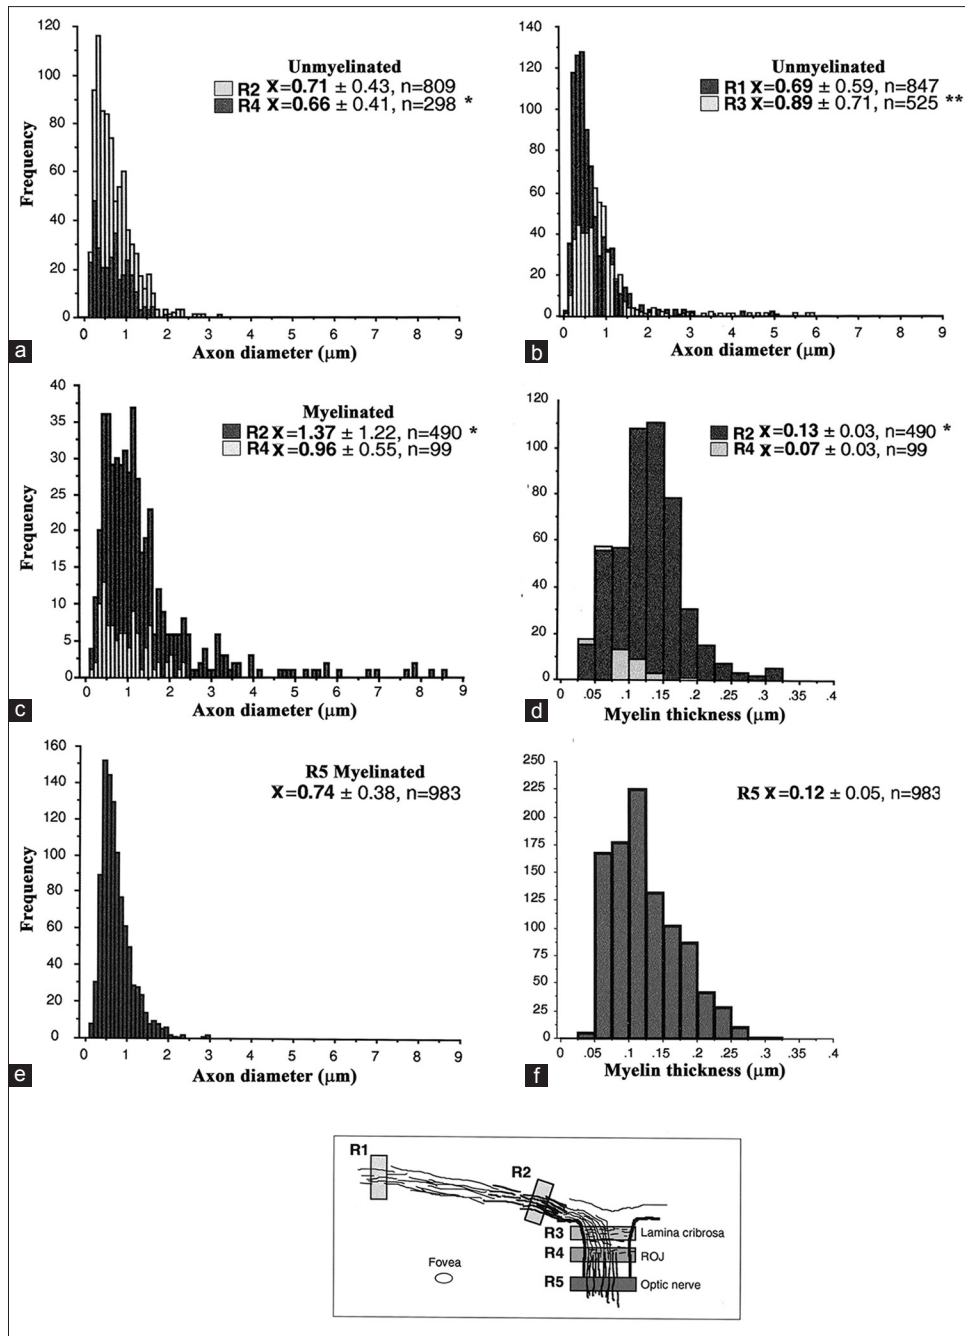 120
100
80
60
40
20
0
Frequency
Unmyelinated
R2 x̄=0.71 ± 0.43, n=809
R4 x̄=0.66 ± 0.41, n=298 *
0 1 2 3 4 5 6 7 8 9
Axon diameter (μm)
a
140
120
100
80
60
40
20
0
Unmyelinated
R1 x̄=0.69 ± 0.59, n=847
R3 x̄=0.89 ± 0.71, n=525 **
0 1 2 3 4 5 6 7 8 9
Axon diameter (μm)
b
40
35
30
25
20
15
10
5
0
Frequency
Myelinated
R2 x̄=1.37 ± 1.22, n=490 *
R4 x̄=0.96 ± 0.55, n=99
0 1 2 3 4 5 6 7 8 9
Axon diameter (μm)
c
120
100
80
60
40
20
0
R2 x̄=0.13 ± 0.03, n=490 *
R4 x̄=0.07 ± 0.03, n=99
0 .05 .1 .15 .2 .25 .3 .35 .4
Myelin thickness (μm)
d
160
140
120
100
80
60
40
20
0
Frequency
R5 Myelinated
x̄=0.74 ± 0.38, n=983
0 1 2 3 4 5 6 7 8 9
Axon diameter (μm)
e
250
225
200
175
150
125
100
75
50
25
0
R5 x̄=0.12 ± 0.05, n=983
0 .05 .1 .15 .2 .25 .3 .35 .4
Myelin thickness (μm)
f
R1
R2
R3 Lamina cribrosa
R4 ROJ
Fovea
R5 Optic nerve